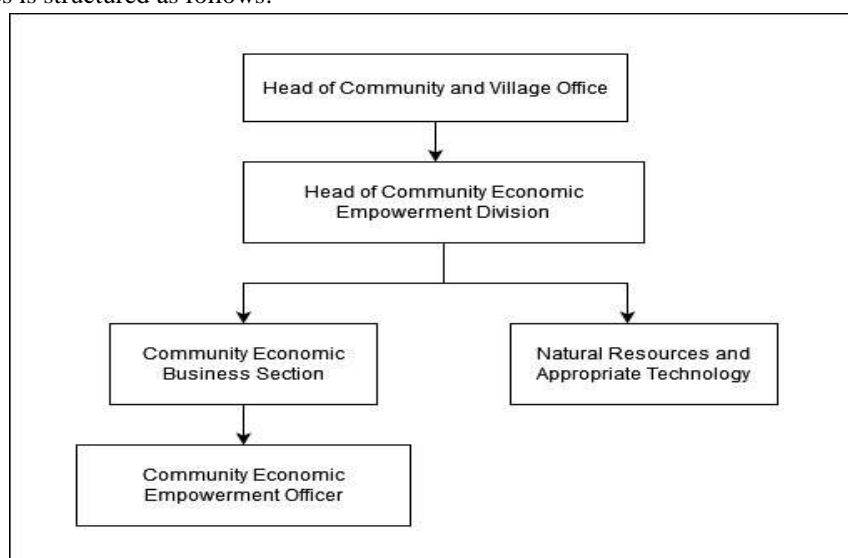 is structured as follows:
Head of Community and Village Office
Head of Community Economic
Empowerment Division
Community Economic
Business Section
Natural Resources and
Appropriate Technology
Community Economic
Empowerment Officer